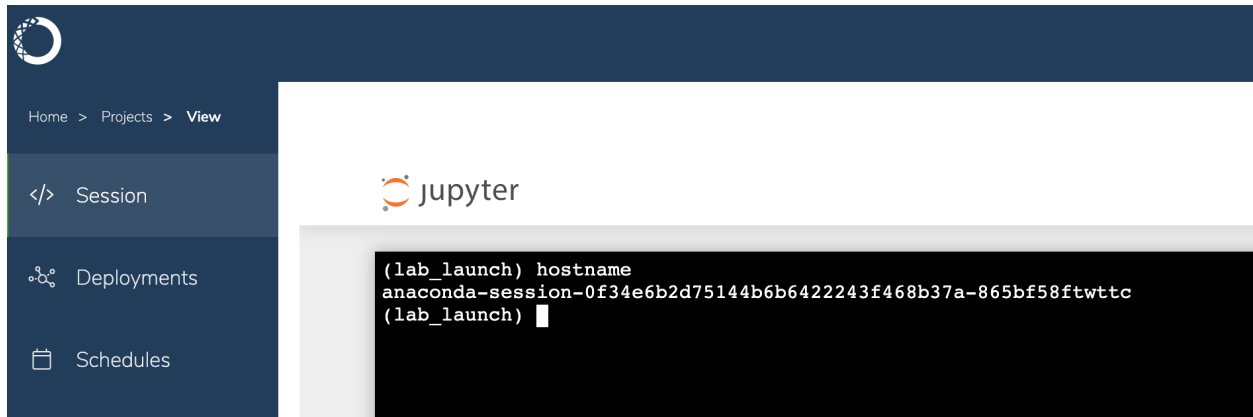 Home > Projects > View
</> Session
Deployments
Schedules
jupyter
(lab_launch) hostname
anaconda-session-0f34e6b2d75144b6b6422243f468b37a-865bf58ftwttc
(lab_launch)